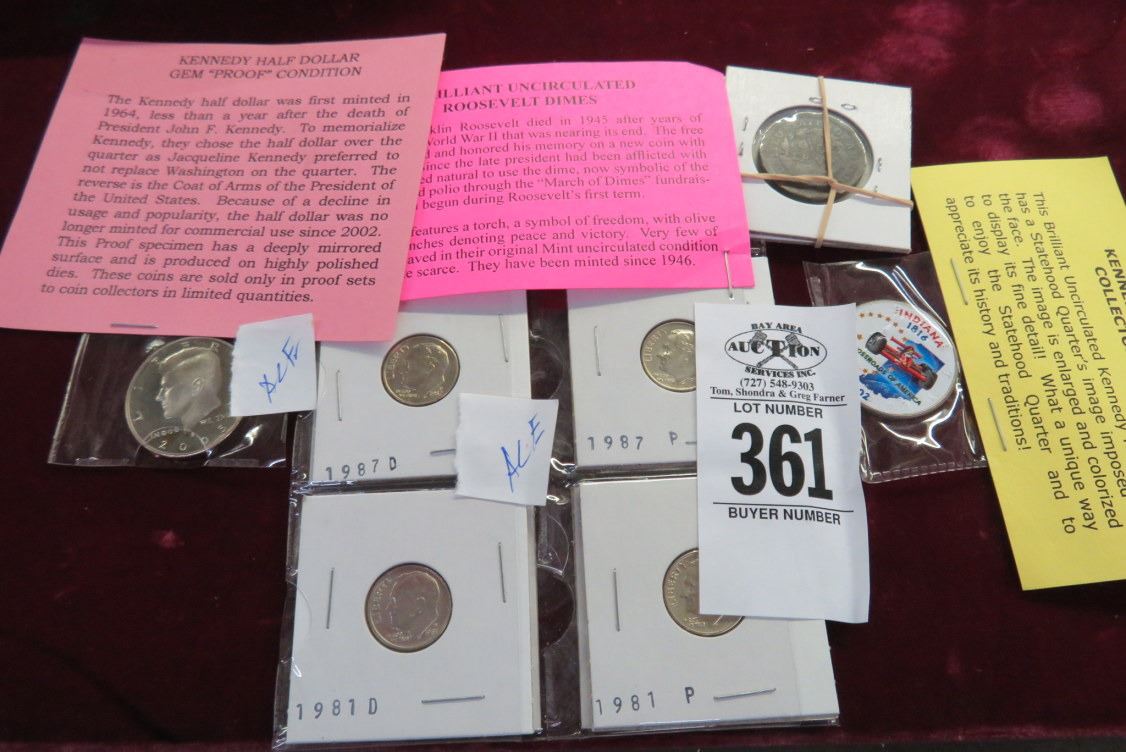 KENNEDY HALF DOLLAR
GEM "PROOF" CONDITION
The Kennedy half dollar was first minted in
1964, less than a year after the death of
President John F. Kennedy. To memorialize
Kennedy, they chose the half dollar over the
quarter as Jacqueline Kennedy preferred to
not replace Washington on the quarter. The
reverse is the Coat of Arms of the President of
the United States. Because of a decline in
usage and popularity, the half dollar was no
longer minted for commercial use since 2002.
This Proof specimen has a deeply mirrored
surface and is produced on highly polished
dies. These coins are sold only in proof sets
to coin collectors in limited quantities.
LLIANT UNCIRCULATED
ROOSEVELT DIMES
klin Roosevelt died in 1945 after years of
World War II that was nearing its end. The free
d and honored his memory on a new coin with
ince the late president had been afflicted with
ed natural to use the dime, now symbolic of the
d polio through the "March of Dimes" fundrais-
begun during Roosevelt's first term.
features a torch, a symbol of freedom, with olive
nches denoting peace and victory. Very few of
aved in their original Mint uncirculated condition
e scarce. They have been minted since 1946.
KENNE
COLLECTO
This Brilliant Uncirculated Kennedy
has a Statehood Quarter's image imposed
the face. The image is enlarged and colorized
to display its fine detail! What a unique way
to enjoy the Statehood Quarter and to
appreciate its history and traditions!
INDIANA
1816
CROSSROADS OF AMERICA
02
BAY AREA
AUCTION
SERVICES INC.
(727) 548-9303
Tom, Shondra & Greg Farner
LOT NUMBER
361
BUYER NUMBER
ALE
ALE
LIBERTY
LIBERTY
1987 D
1987 P
LIBERTY
LIBERTY
1981 D
1981 P